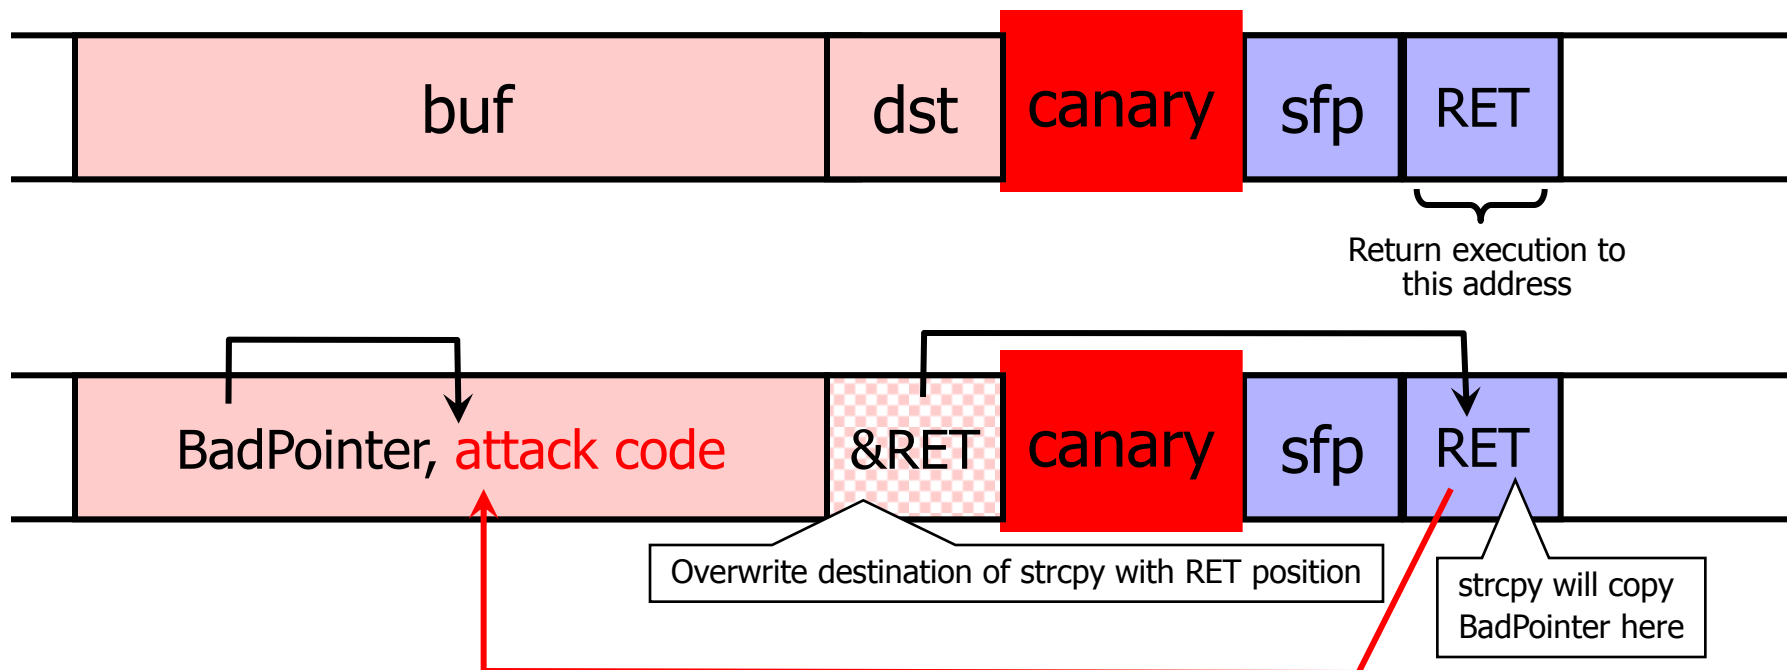 buf
dst
canary
sfp
RET
Return execution to
this address
BadPointer, attack code
&RET
canary
sfp
RET
Overwrite destination of strcpy with RET position
strcpy will copy
BadPointer here